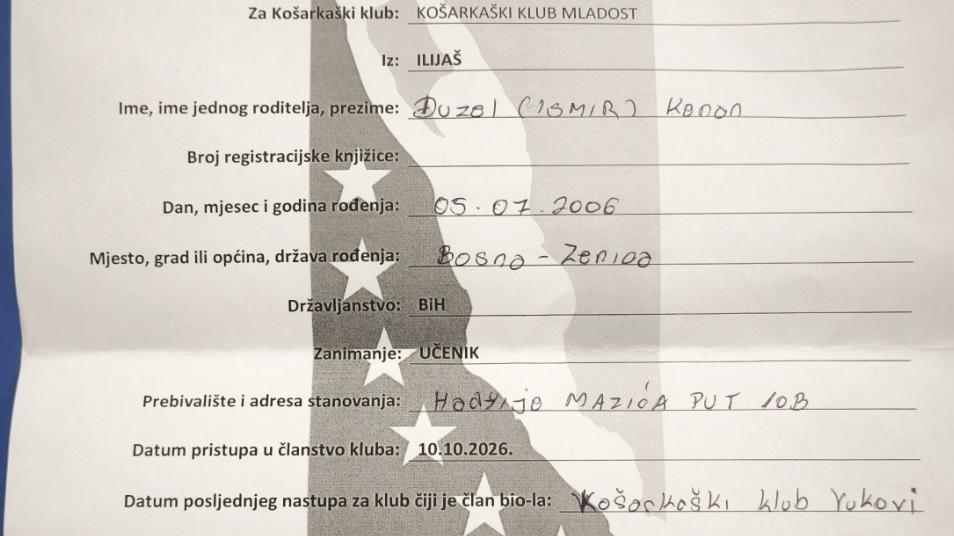 Za Košarkaški klub: KOŠARKAŠKI KLUB MLADOST
Iz: ILIJAŠ
Ime, ime jednog roditelja, prezime: Đuzel (ISMIR) Kenan
Broj registracijske knjižice:
Dan, mjesec i godina rođenja: 05.07.2006
Mjesto, grad ili općina, država rođenja: Bosna - Zenica
Državljanstvo: BiH
Zanimanje: UČENIK
Prebivalište i adresa stanovanja: Hadžije MAZIĆA PUT 10B
Datum pristupa u članstvo kluba: 10.10.2026.
Datum posljednjeg nastupa za klub čiji je član bio-la: Košarkaški klub Vukovi